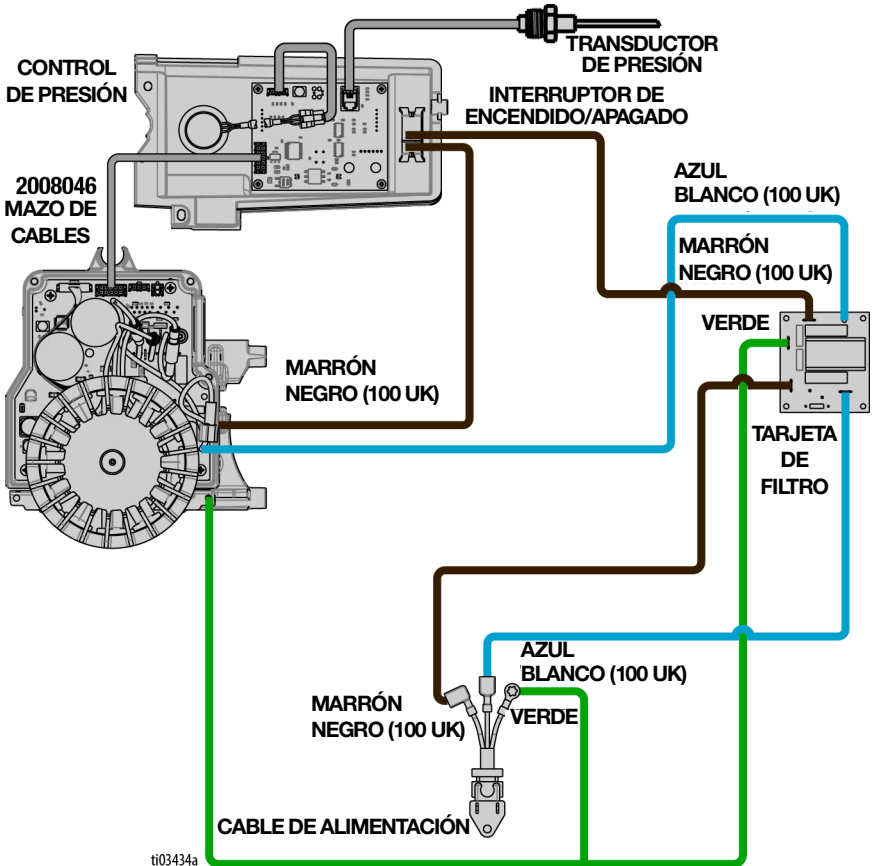 TRANSDUCTOR
DE PRESIÓN
CONTROL
DE PRESIÓN
INTERRUPTOR DE
ENCENDIDO/APAGADO
2008046
MAZO DE
CABLES
AZUL
BLANCO (100 UK)
MARRÓN
NEGRO (100 UK)
VERDE
MARRÓN
NEGRO (100 UK)
TARJETA
DE
FILTRO
AZUL
BLANCO (100 UK)
MARRÓN
NEGRO (100 UK)
VERDE
CABLE DE ALIMENTACIÓN
ti03434a